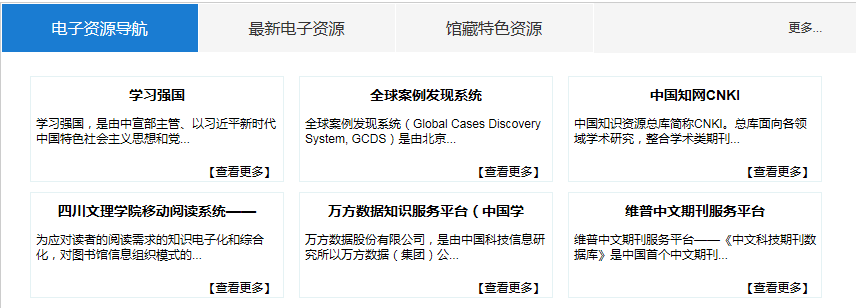 电子资源导航 最新电子资源 馆藏特色资源 更多...
学习强国
学习强国，是由中宣部主管、以习近平新时代
中国特色社会主义思想和党...
【查看更多】
全球案例发现系统
全球案例发现系统（Global Cases Discovery
System, GCDS）是由北京...
【查看更多】
中国知网CNKI
中国知识资源总库简称CNKI。总库面向各领
域学术研究，整合学术类期刊...
【查看更多】
四川文理学院移动阅读系统——
为应对读者的阅读需求的知识电子化和综合
化，对图书馆信息组织模式的...
【查看更多】
万方数据知识服务平台（中国学
万方数据股份有限公司，是由中国科技信息研
究所以万方数据（集团）公...
【查看更多】
维普中文期刊服务平台
维普中文期刊服务平台——《中文科技期刊数
据库》是中国首个中文期刊...
【查看更多】